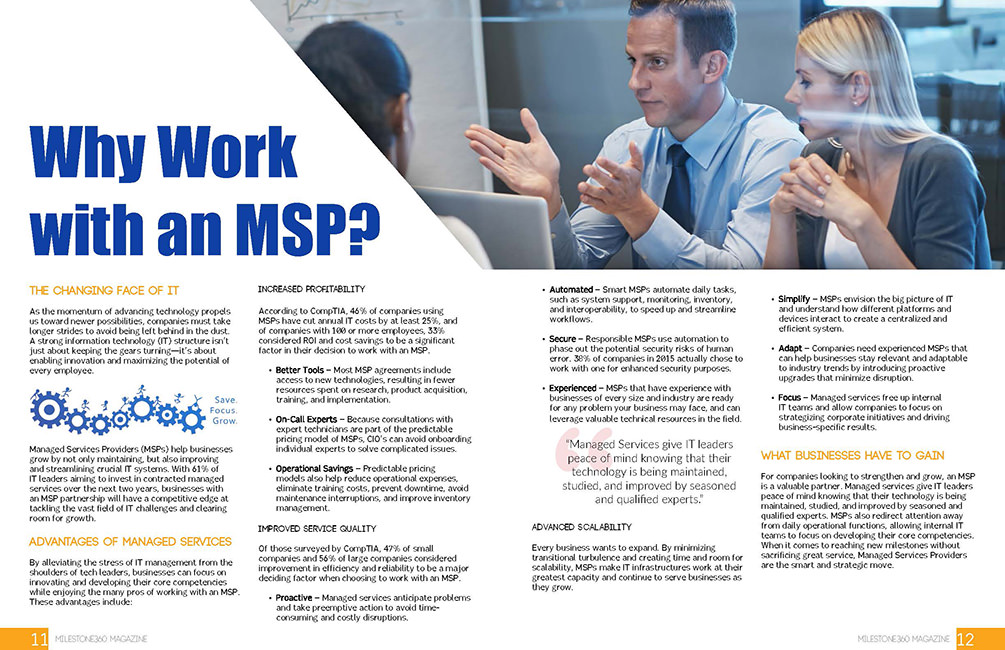 Why Work
with an MSP?
THE CHANGING FACE OF IT
As the momentum of advancing technology propels
us toward newer possibilities, companies must take
longer strides to avoid being left behind in the dust.
A strong information technology (IT) structure isn't
just about keeping the gears turning—it's about
enabling innovation and maximizing the potential of
every employee.
Save.
Focus.
Grow.
Managed Services Providers (MSPs) help businesses
grow by not only maintaining, but also improving
and streamlining crucial IT systems. With 61% of
IT leaders aiming to invest in contracted managed
services over the next two years, businesses with
an MSP partnership will have a competitive edge at
tackling the vast field of IT challenges and clearing
room for growth.
ADVANTAGES OF MANAGED SERVICES
By alleviating the stress of IT management from the
shoulders of tech leaders, businesses can focus on
innovating and developing their core competencies
while enjoying the many pros of working with an MSP.
These advantages include:
INCREASED PROFITABILITY
According to CompTIA, 46% of companies using
MSPs have cut annual IT costs by at least 25%, and
of companies with 100 or more employees, 33%
considered ROI and cost savings to be a significant
factor in their decision to work with an MSP.
• Better Tools – Most MSP agreements include
access to new technologies, resulting in fewer
resources spent on research, product acquisition,
training, and implementation.
• On-Call Experts – Because consultations with
expert technicians are part of the predictable
pricing model of MSPs, CIO's can avoid onboarding
individual experts to solve complicated issues.
• Operational Savings – Predictable pricing
models also help reduce operational expenses,
eliminate training costs, prevent downtime, avoid
maintenance interruptions, and improve inventory
management.
IMPROVED SERVICE QUALITY
Of those surveyed by CompTIA, 47% of small
companies and 56% of large companies considered
improvement in efficiency and reliability to be a major
deciding factor when choosing to work with an MSP.
• Proactive – Managed services anticipate problems
and take preemptive action to avoid time-
consuming and costly disruptions.
• Automated – Smart MSPs automate daily tasks,
such as system support, monitoring, inventory,
and interoperability, to speed up and streamline
workflows.
• Secure – Responsible MSPs use automation to
phase out the potential security risks of human
error. 38% of companies in 2015 actually chose to
work with one for enhanced security purposes.
• Experienced – MSPs that have experience with
businesses of every size and industry are ready
for any problem your business may face, and can
leverage valuable technical resources in the field.
"Managed Services give IT leaders
peace of mind knowing that their
technology is being maintained,
studied, and improved by seasoned
and qualified experts."
ADVANCED SCALABILITY
Every business wants to expand. By minimizing
transitional turbulence and creating time and room for
scalability, MSPs make IT infrastructures work at their
greatest capacity and continue to serve businesses as
they grow.
• Simplify – MSPs envision the big picture of IT
and understand how different platforms and
devices interact to create a centralized and
efficient system.
• Adapt – Companies need experienced MSPs that
can help businesses stay relevant and adaptable
to industry trends by introducing proactive
upgrades that minimize disruption.
• Focus – Managed services free up internal
IT teams and allow companies to focus on
strategizing corporate initiatives and driving
business-specific results.
WHAT BUSINESSES HAVE TO GAIN
For companies looking to strengthen and grow, an MSP
is a valuable partner. Managed services give IT leaders
peace of mind knowing that their technology is being
maintained, studied, and improved by seasoned and
qualified experts. MSPs also redirect attention away
from daily operational functions, allowing internal IT
teams to focus on developing their core competencies.
When it comes to reaching new milestones without
sacrificing great service, Managed Services Providers
are the smart and strategic move.
11 MILESTONE360 MAGAZINE
MILESTONE360 MAGAZINE 12